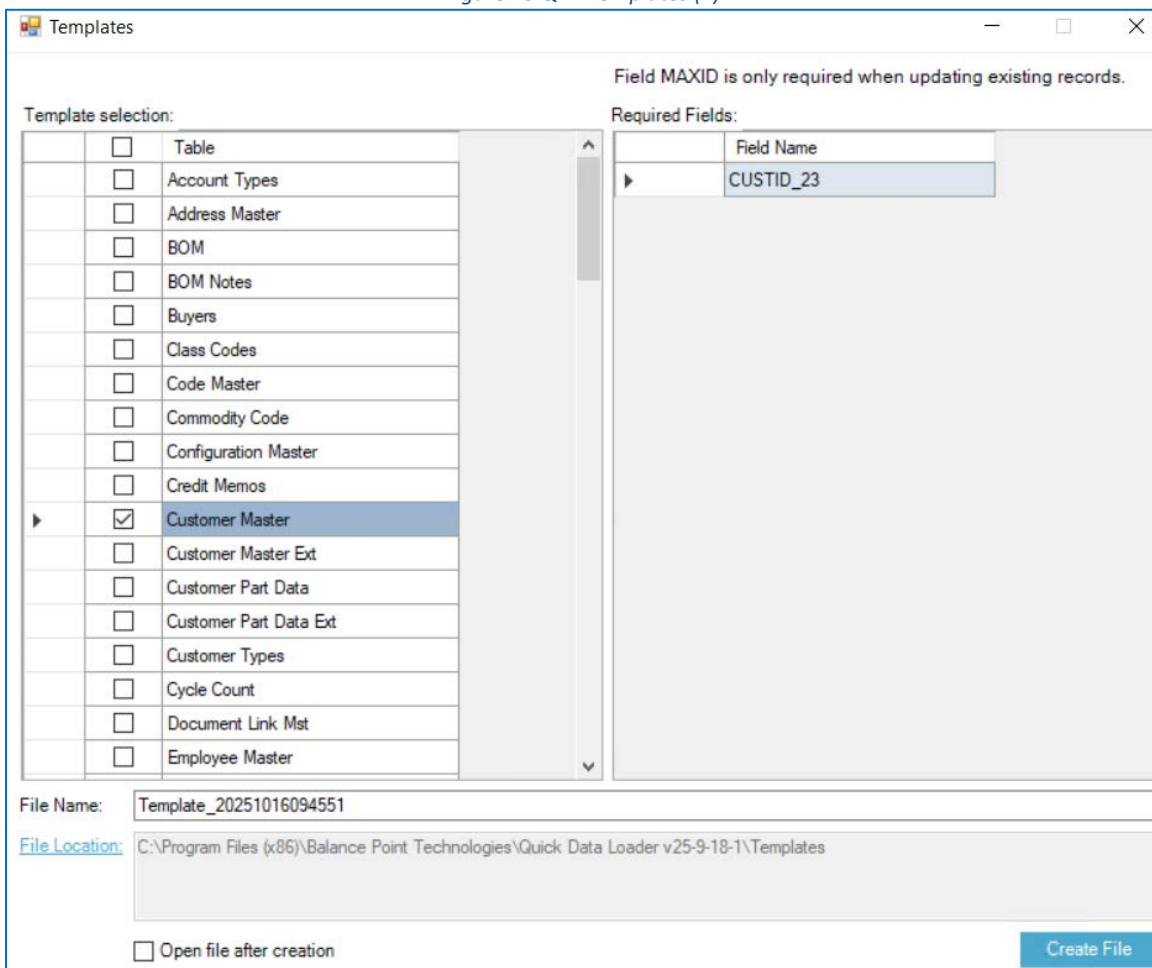 Templates
Field MAXID is only required when updating existing records.
Template selection:
Required Fields:
Table
Field Name
Account Types
CUSTID_23
Address Master
BOM
BOM Notes
Buyers
Class Codes
Code Master
Commodity Code
Configuration Master
Credit Memos
Customer Master
Customer Master Ext
Customer Part Data
Customer Part Data Ext
Customer Types
Cycle Count
Document Link Mst
Employee Master
File Name: Template_20251016094551
File Location: C:\Program Files (x86)\Balance Point Technologies\Quick Data Loader v25-9-18-1\Templates
Open file after creation
Create File